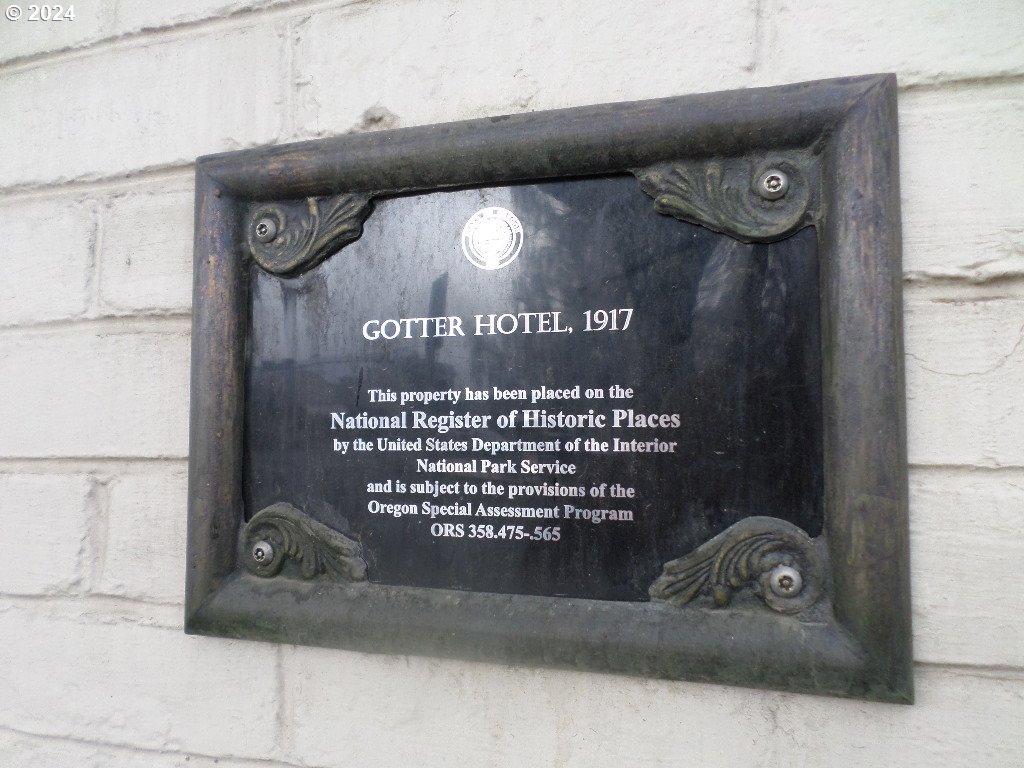 © 2024
GOTTER HOTEL, 1917
This property has been placed on the
National Register of Historic Places
by the United States Department of the Interior
National Park Service
and is subject to the provisions of the
Oregon Special Assessment Program
ORS 358.475-.565